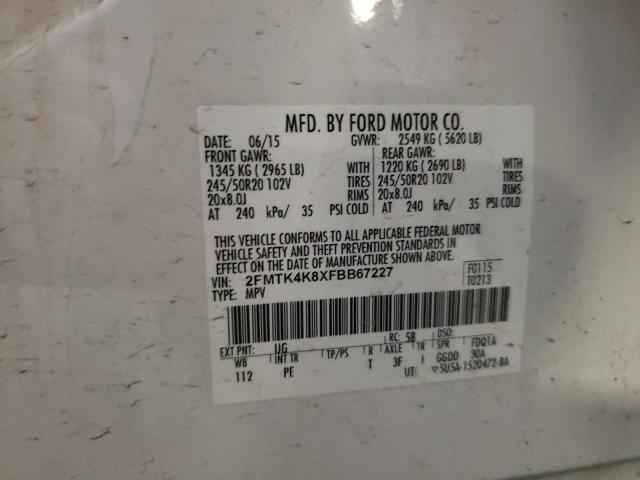 MFD. BY FORD MOTOR CO.
DATE: 06/15 GVWR: 2549 KG ( 5620 LB)
FRONT GAWR: REAR GAWR:
1345 KG ( 2965 LB) WITH 1220 KG ( 2690 LB) WITH
245/50R20 102V TIRES 245/50R20 102V TIRES
20x8.0J RIMS 20x8.0J RIMS
AT 240 kPa/ 35 PSI COLD AT 240 kPa/ 35 PSI COLD
THIS VEHICLE CONFORMS TO ALL APPLICABLE FEDERAL MOTOR
VEHICLE SAFETY AND THEFT PREVENTION STANDARDS IN
EFFECT ON THE DATE OF MANUFACTURE SHOWN ABOVE.
VIN: 2FMTK4K8XFBB67227 F0115
TYPE: MPV T0213
EXT PNT: UG RC: 58 DSO:
WB INT TR TP/PS R AXLE TR SPR FDQ1A
112 PE T 3F I GGDD 90A
UTC ▽5U5A-1520472-BA